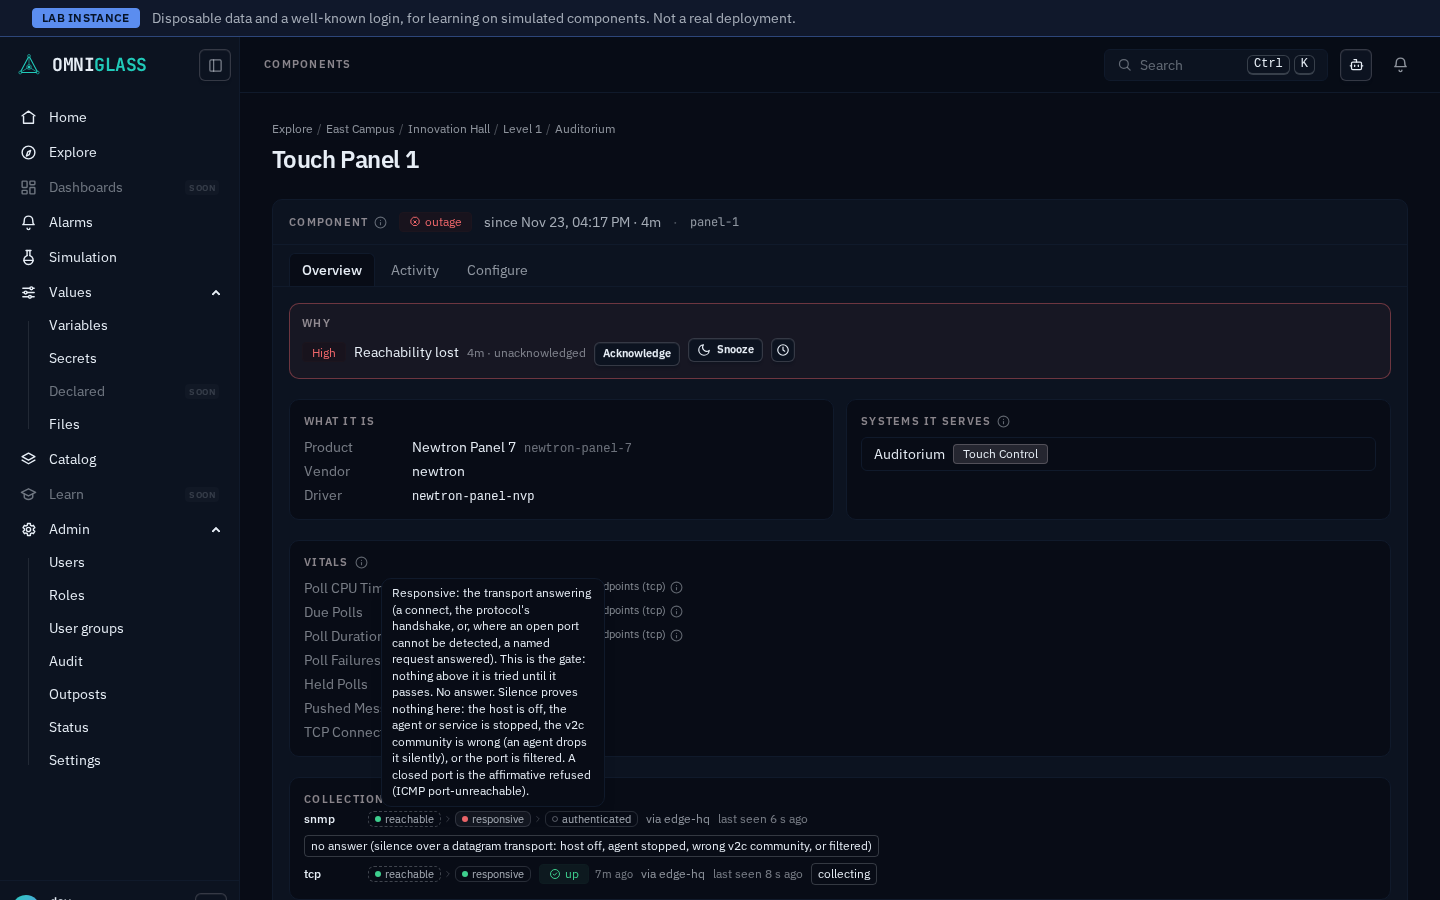 LAB INSTANCE Disposable data and a well-known login, for learning on simulated components. Not a real deployment.
OMNIGLASS
COMPONENTS
Search Ctrl K
Home
Explore
Dashboards SOON
Alarms
Simulation
Values
Variables
Secrets
Declared SOON
Files
Catalog
Learn SOON
Admin
Users
Roles
User groups
Audit
Outposts
Status
Settings
Explore / East Campus / Innovation Hall / Level 1 / Auditorium
Touch Panel 1
COMPONENT outage since Nov 23, 04:17 PM · 4m · panel-1
Overview Activity Configure
WHY
High Reachability lost 4m · unacknowledged Acknowledge Snooze
WHAT IT IS
Product Newtron Panel 7 newtron-panel-7
Vendor newtron
Driver newtron-panel-nvp
SYSTEMS IT SERVES
Auditorium Touch Control
VITALS
Poll CPU Tim
Due Polls
Poll Duration
Poll Failures
Held Polls
Pushed Mes
TCP Connec
dpoints (tcp)
dpoints (tcp)
dpoints (tcp)
Responsive: the transport answering
(a connect, the protocol's
handshake, or, where an open port
cannot be detected, a named
request answered). This is the gate:
nothing above it is tried until it
passes. No answer. Silence proves
nothing here: the host is off, the
agent or service is stopped, the v2c
community is wrong (an agent drops
it silently), or the port is filtered. A
closed port is the affirmative refused
(ICMP port-unreachable).
COLLECTION
snmp reachable › responsive › authenticated via edge-hq last seen 6 s ago
no answer (silence over a datagram transport: host off, agent stopped, wrong v2c community, or filtered)
tcp reachable › responsive up 7m ago via edge-hq last seen 8 s ago collecting